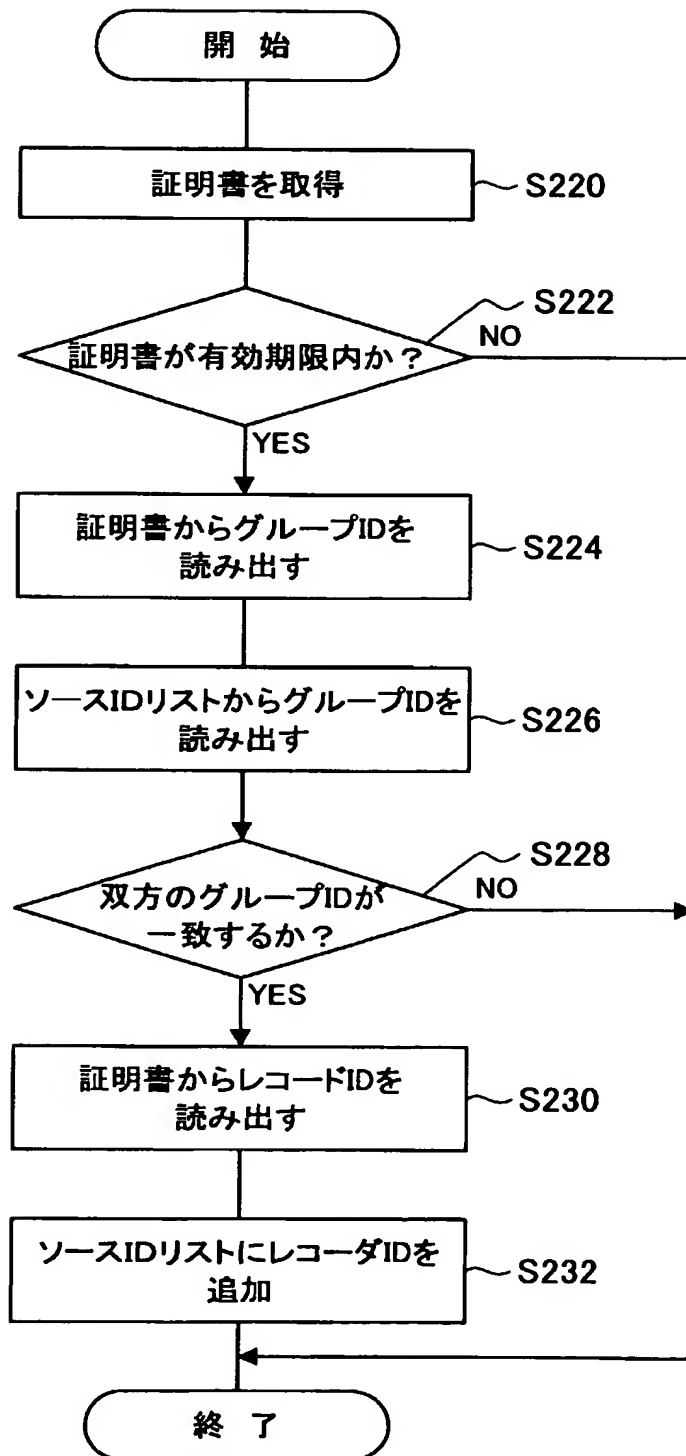 開 始
証明書を取得
S220
S222
証明書が有効期限内か？
NO
YES
証明書からグループIDを
読み出す
S224
ソースIDリストからグループIDを
読み出す
S226
S228
双方のグループIDが
一致するか？
NO
YES
証明書からレコードIDを
読み出す
S230
ソースIDリストにレコーダIDを
追加
S232
終 了